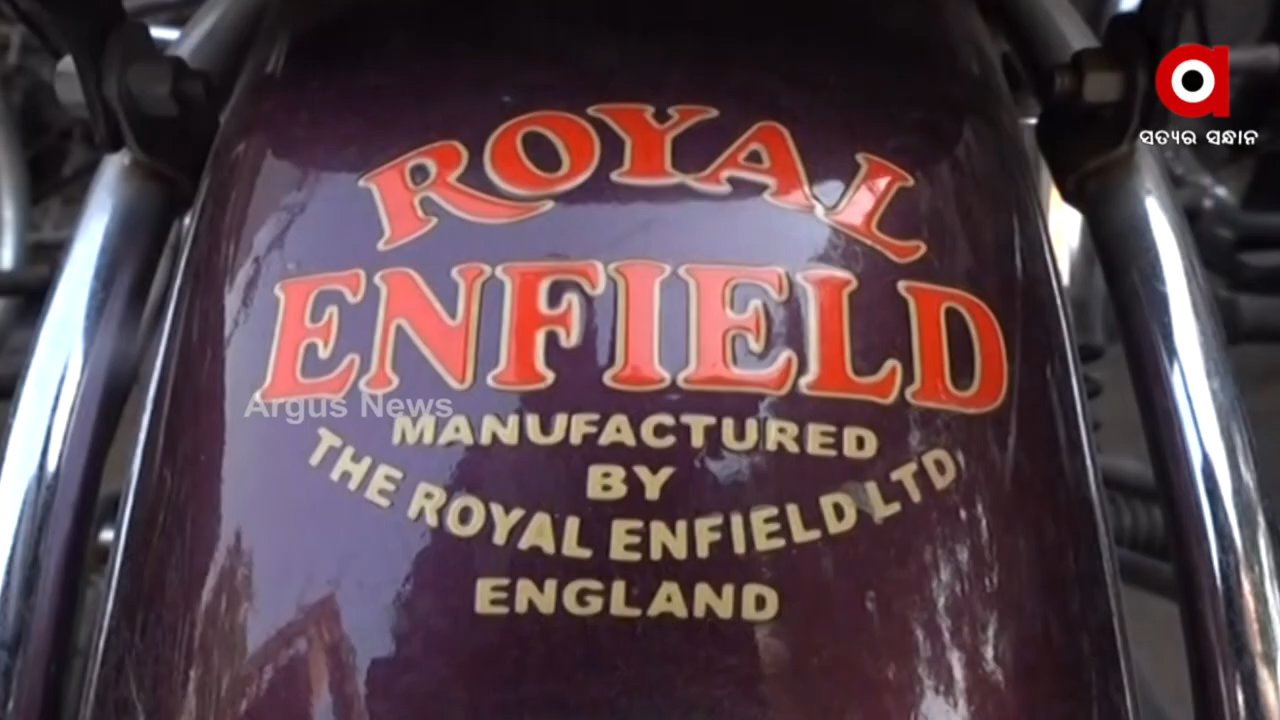 ସତ୍ୟର ସନ୍ଧାନ
ROYAL
ENFIELD
Argus News
MANUFACTURED
BY
THE ROYAL ENFIELD LTD
ENGLAND